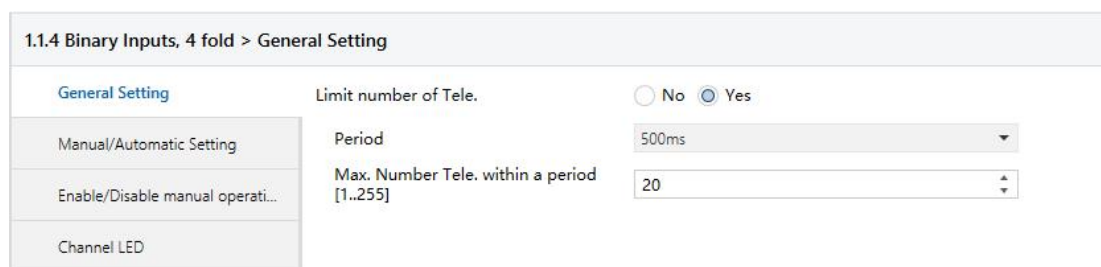 1.1.4 Binary Inputs, 4 fold > General Setting
General Setting
Limit number of Tele.
No
Yes
Manual/Automatic Setting
Period
500ms
Enable/Disable manual operati...
Max. Number Tele. within a period
[1..255]
20
Channel LED